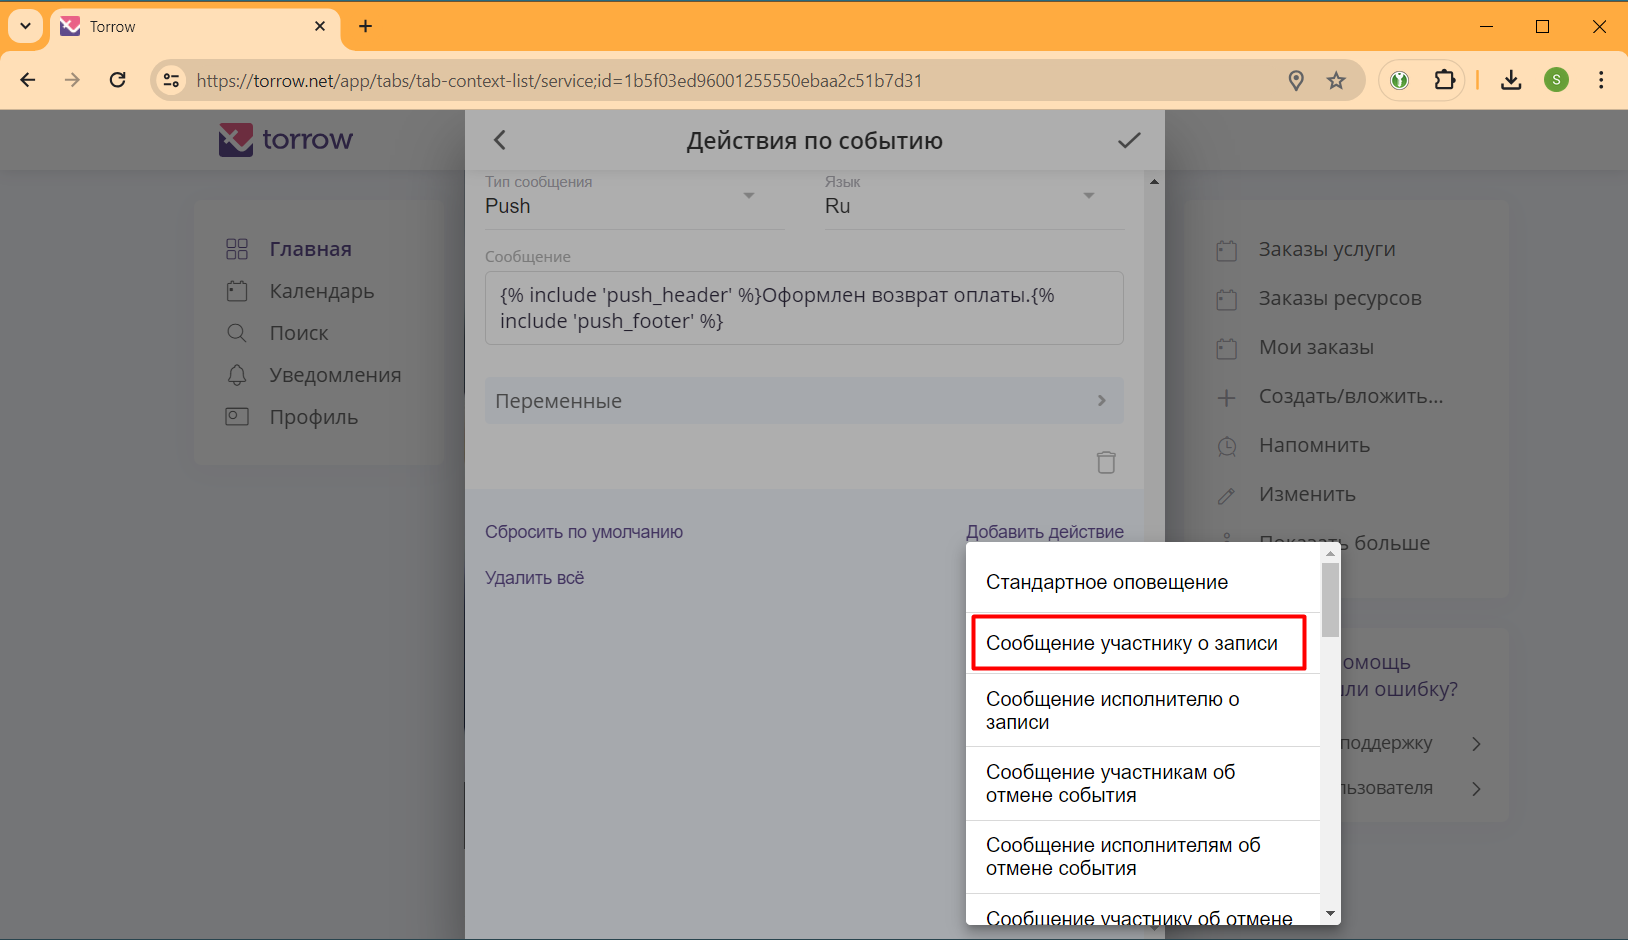 Torrow
https://torrow.net/app/tabs/tab-context-list/service;id=1b5f03ed96001255550ebaa2c51b7d31
S
torrow
Действия по событию
Главная
Календарь
Поиск
Уведомления
Профиль
Тип сообщения
Push
Язык
Ru
Сообщение
{% include 'push_header' %}Оформлен возврат оплаты.{%
include 'push_footer' %}
Переменные
Сбросить по умолчанию
Добавить действие
Удалить всё
Стандартное оповещение
Сообщение участнику о записи
Сообщение исполнителю о
записи
Сообщение участникам об
отмене события
Сообщение исполнителям об
отмене события
Сообщение участнику об отмене
Заказы услуги
Заказы ресурсов
Мои заказы
Создать/вложить...
Напомнить
Изменить
Показать больше
омощь
ли ошибку?
поддержку
льзователя